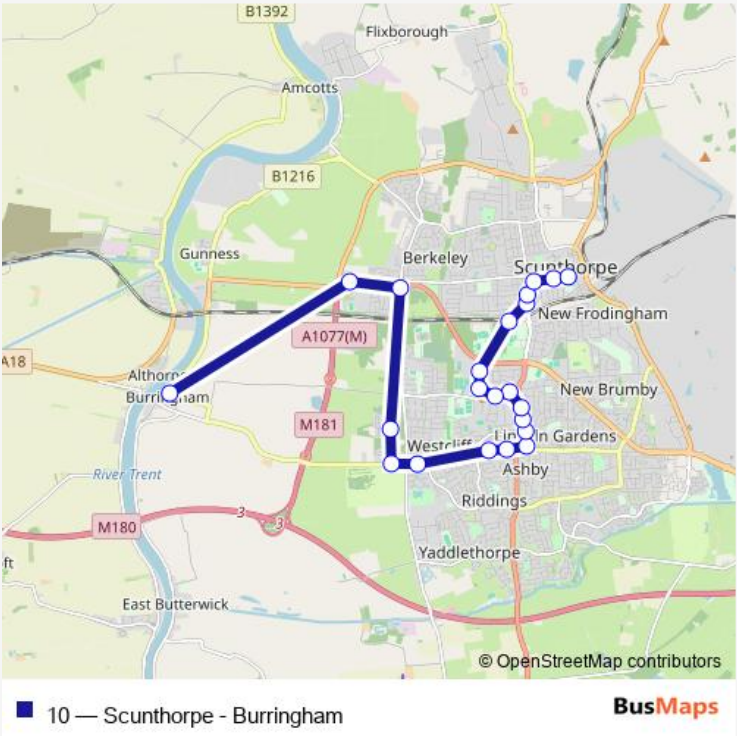 B1392
Flixborough
Amcotts
B1216
Gunness
Berkeley
Scunthorpe
New Frodingham
A1077(M)
A18
Althorpe
Burringham
New Brumby
M181
Lincoln Gardens
Westcliff
Ashby
River Trent
Riddings
M180
3
3
Yaddlethorpe
ft
East Butterwick
© OpenStreetMap contributors
10 — Scunthorpe - Burringham
BusMaps